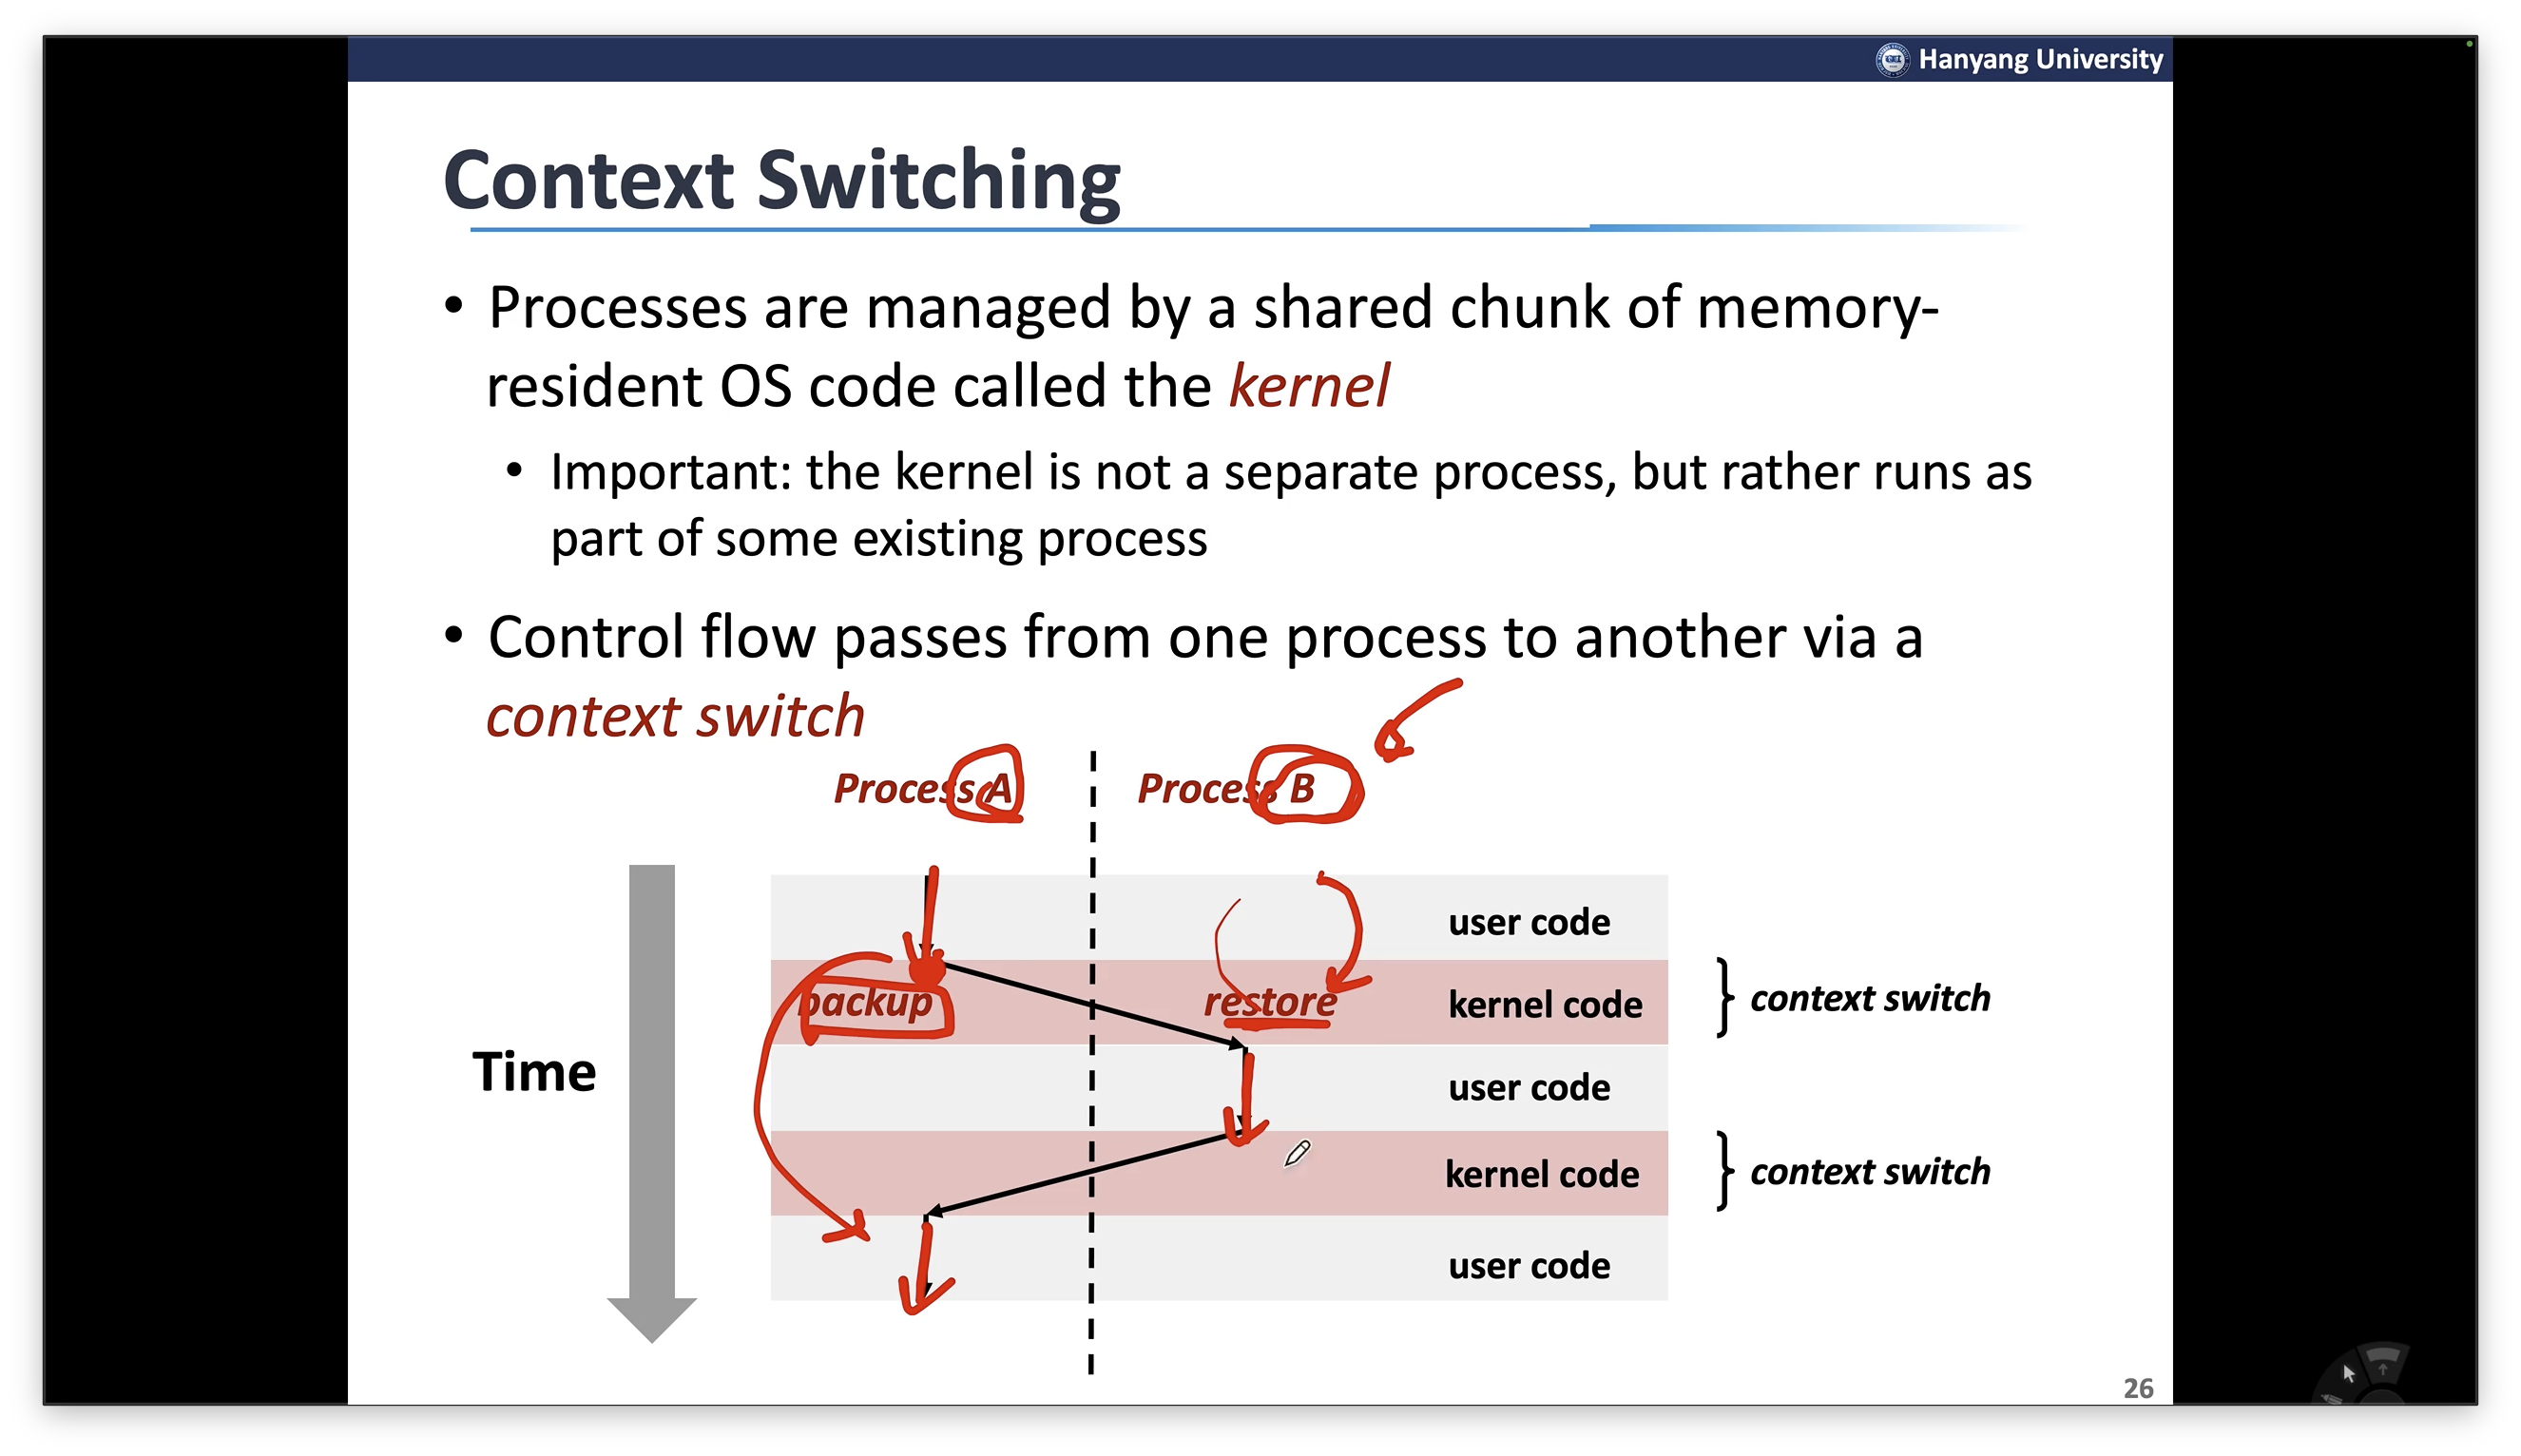 Hanyang University
Context Switching
• Processes are managed by a shared chunk of memory-
resident OS code called the kernel
• Important: the kernel is not a separate process, but rather runs as
part of some existing process
• Control flow passes from one process to another via a
context switch
Process A
Process B
user code
backup
restore
kernel code
context switch
Time
user code
kernel code
context switch
user code
26